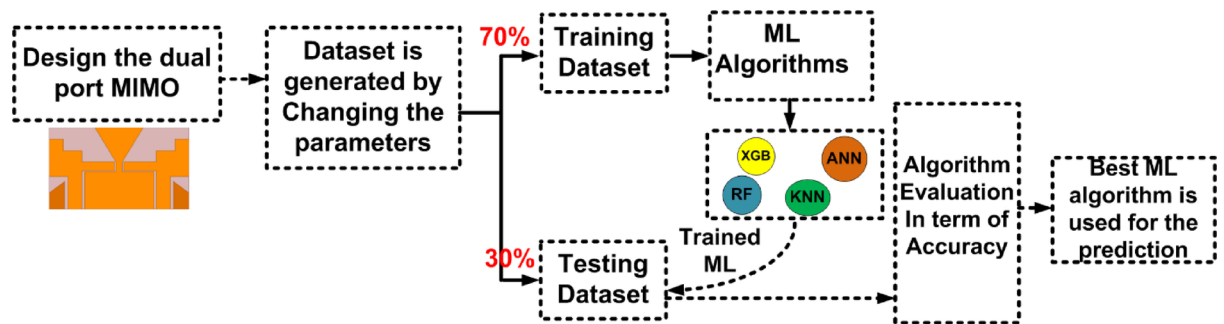 Design the dual
port MIMO
Dataset is
generated by
Changing the
parameters
70%
Training
Dataset
ML
Algorithms
XGB
ANN
RF
KNN
Trained
ML
30%
Testing
Dataset
Algorithm
Evaluation
In term of
Accuracy
Best ML
algorithm is
used for the
prediction